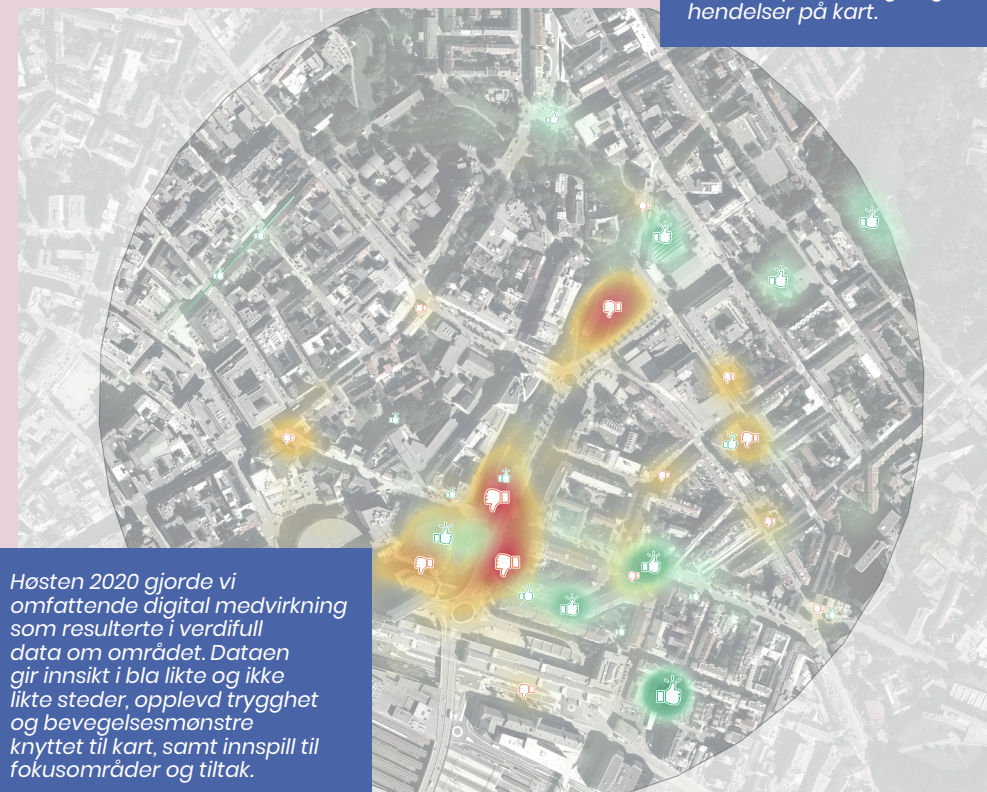 hendelser på kart.
Høsten 2020 gjorde vi
omfattende digital medvirkning
som resulterte i verdifull
data om området. Dataen
gir innsikt i bla likte og ikke
likte steder, opplevd trygghet
og bevegelsesmønstre
knyttet til kart, samt innspill til
fokusområder og tiltak.